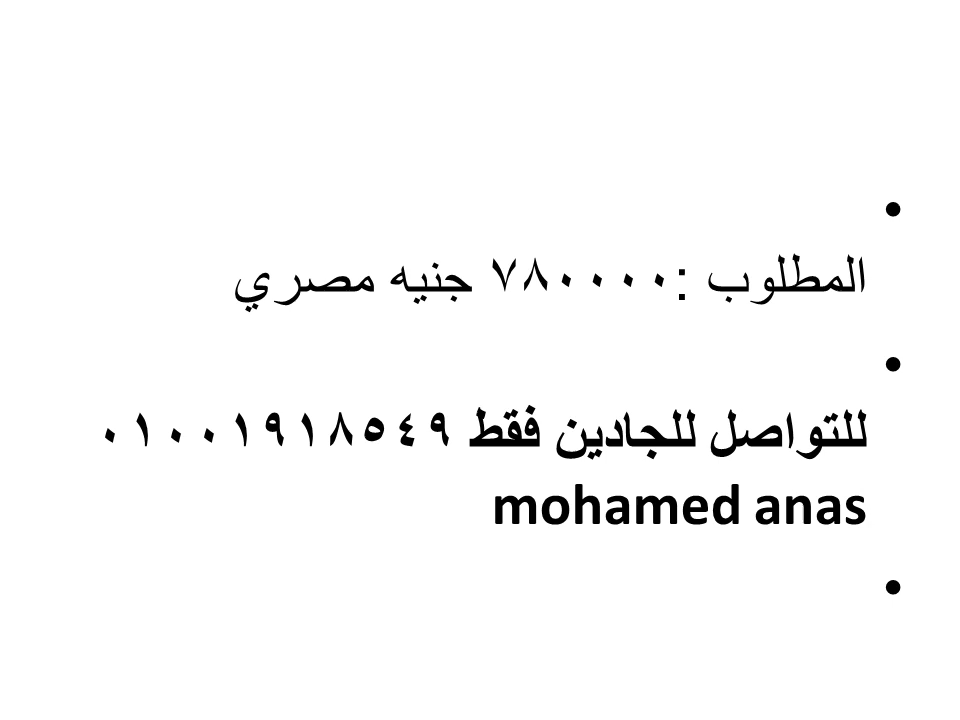 •
المطلوب :٧٨٠٠٠٠ جنيه مصري
•
للتواصل للجادين فقط ٠١٠٠١٩١٨٥٤٩
mohamed anas
•